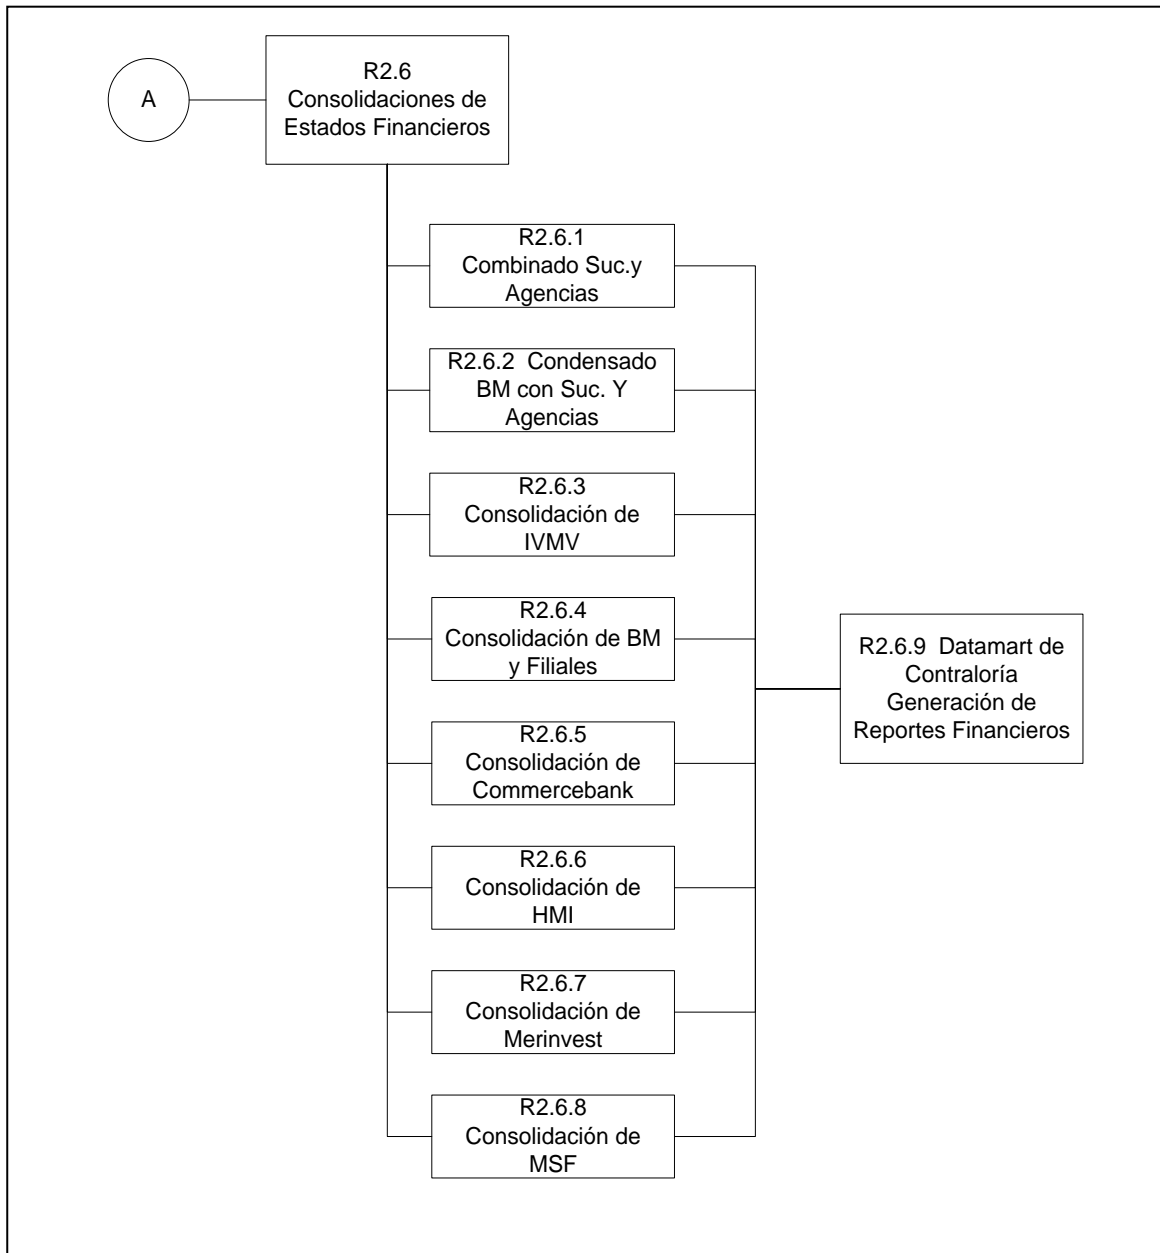 A
R2.6
Consolidaciones de
Estados Financieros
R2.6.1
Combinado Suc.y
Agencias
R2.6.2 Condensado
BM con Suc. Y
Agencias
R2.6.3
Consolidación de
IVMV
R2.6.4
Consolidación de BM
y Filiales
R2.6.5
Consolidación de
Commercebank
R2.6.6
Consolidación de
HMI
R2.6.7
Consolidación de
Merinvest
R2.6.8
Consolidación de
MSF
R2.6.9 Datamart de
Contraloría
Generación de
Reportes Financieros